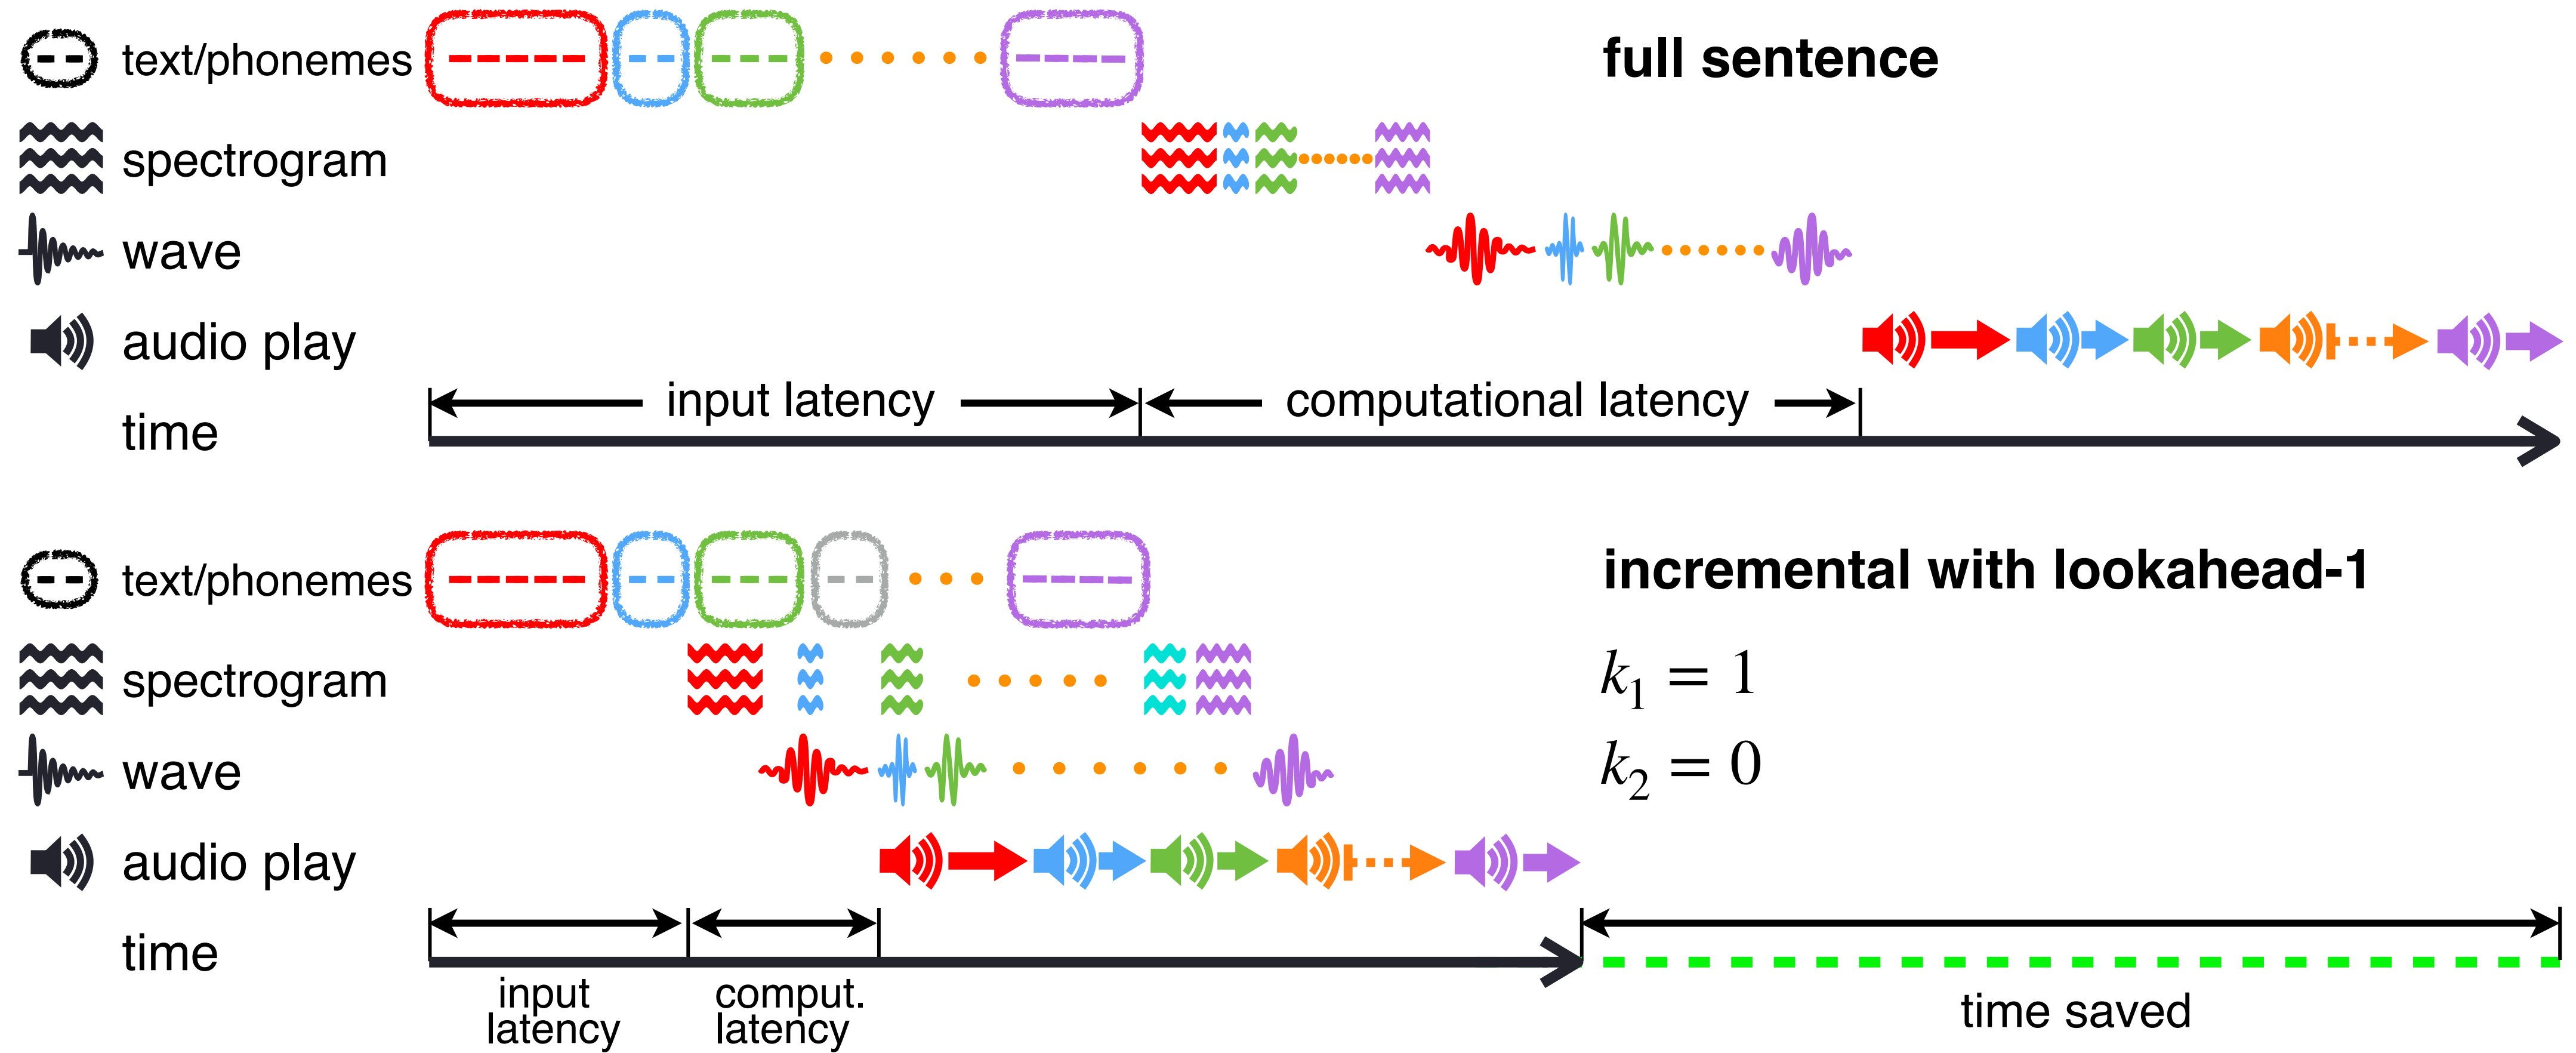 text/phonemes
full sentence
spectrogram
wave
audio play
input latency
computational latency
time
text/phonemes
incremental with lookahead-1
spectrogram
k₁ = 1
wave
k₂ = 0
audio play
time
input
latency
comput.
latency
time saved